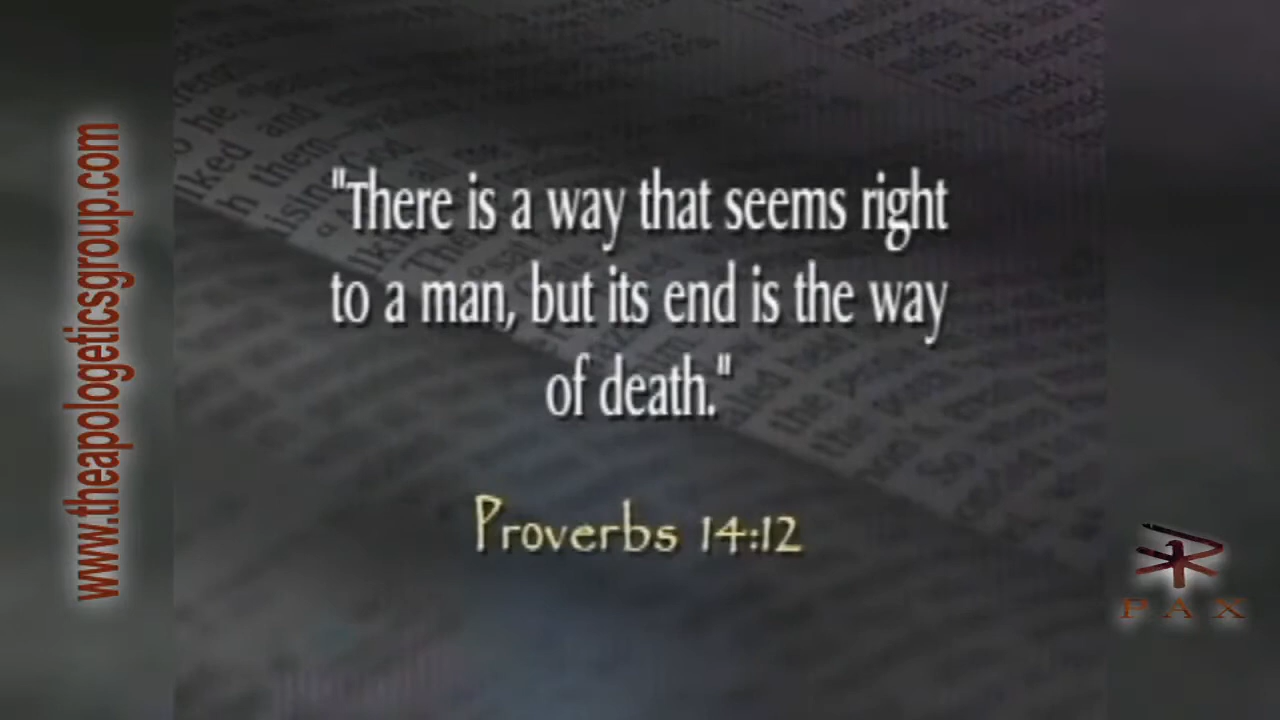 "There is a way that seems right
to a man, but its end is the way
of death."
Proverbs 14:12
www.theapologeticsgroup.com
PAX